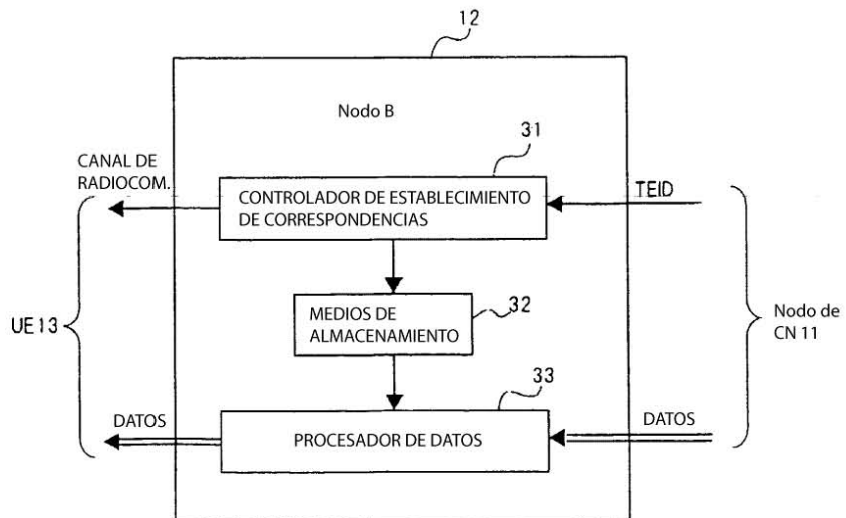 12
Nodo B
31
CANAL DE
RADIOCOM.
CONTROLADOR DE ESTABLECIMIENTO
DE CORRESPONDENCIAS
TEID
MEDIOS DE
ALMACENAMIENTO
32
UE 13
Nodo de
CN 11
33
DATOS
PROCESADOR DE DATOS
DATOS